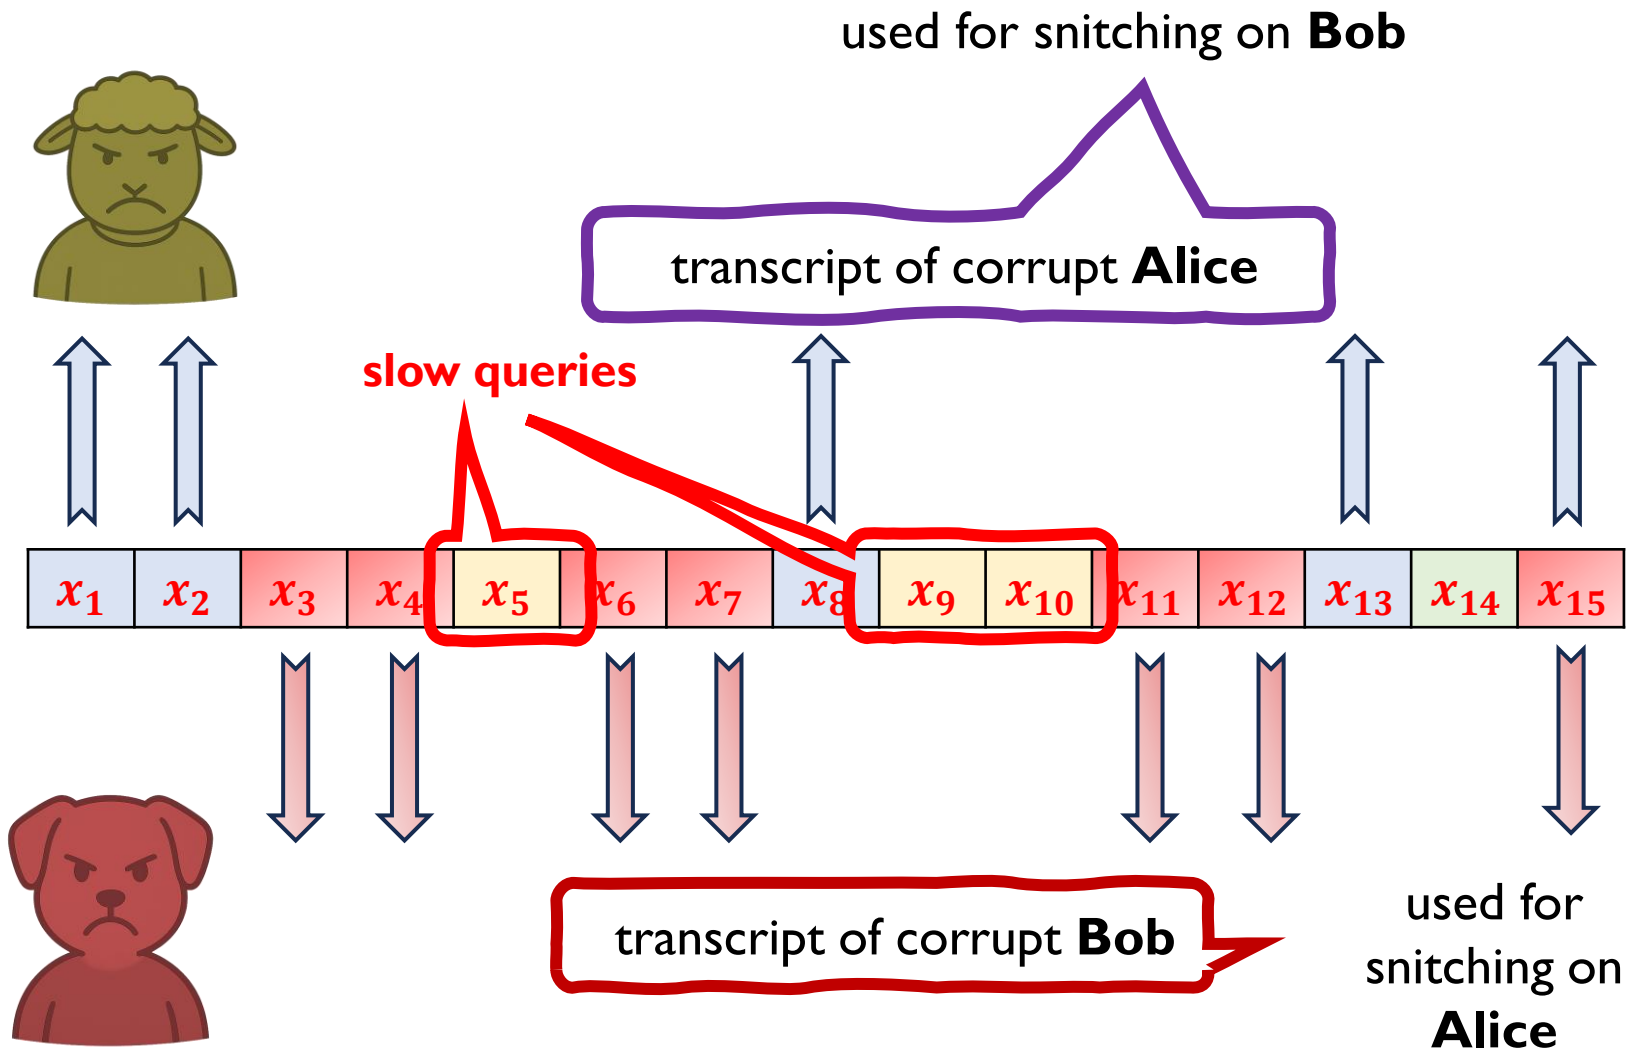 used for snitching on Bob
transcript of corrupt Alice
slow queries
x₁ x₂ x₃ x₄ x₅ x₆ x₇ x₈ x₉ x₁₀ x₁₁ x₁₂ x₁₃ x₁₄ x₁₅
transcript of corrupt Bob
used for
snitching on
Alice